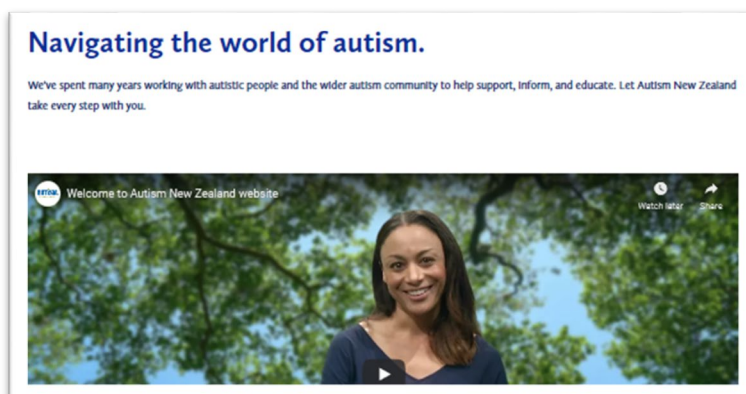 Navigating the world of autism.
We've spent many years working with autistic people and the wider autism community to help support, inform, and educate. Let Autism New Zealand
take every step with you.
Welcome to Autism New Zealand website
Watch later Share